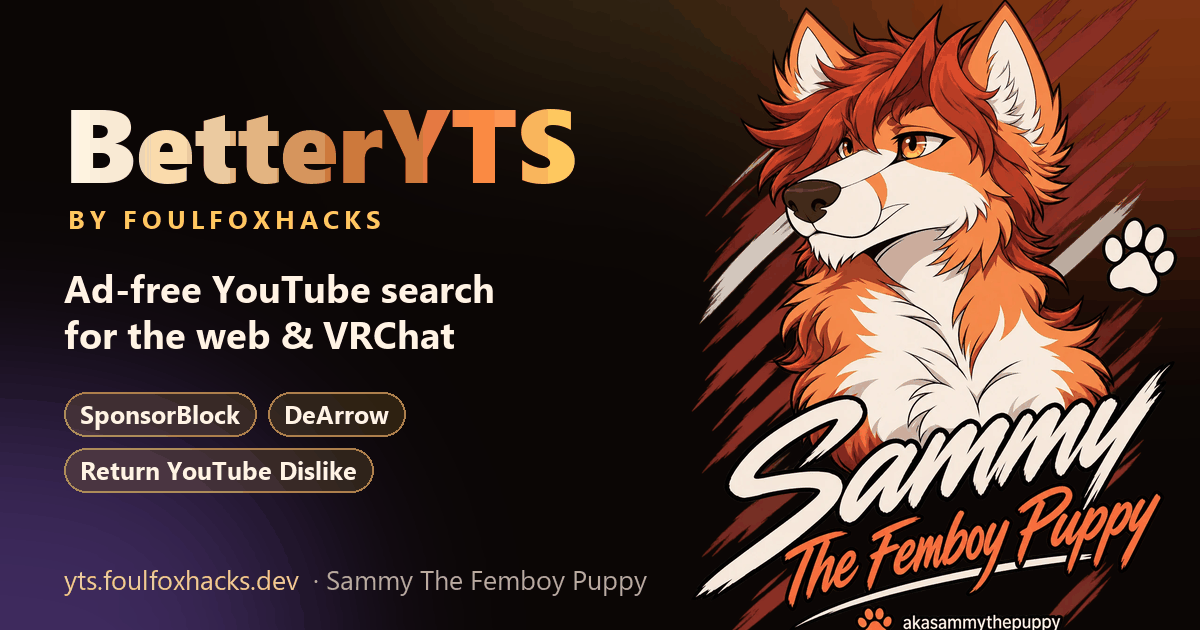 BetterYTS
BY FOULFOXHACKS
Ad-free YouTube search
for the web & VRChat
SponsorBlock
DeArrow
Return YouTube Dislike
yts.foulfoxhacks.dev · Sammy The Femboy Puppy
Sammy
The Femboy Puppy
akasammythepuppy